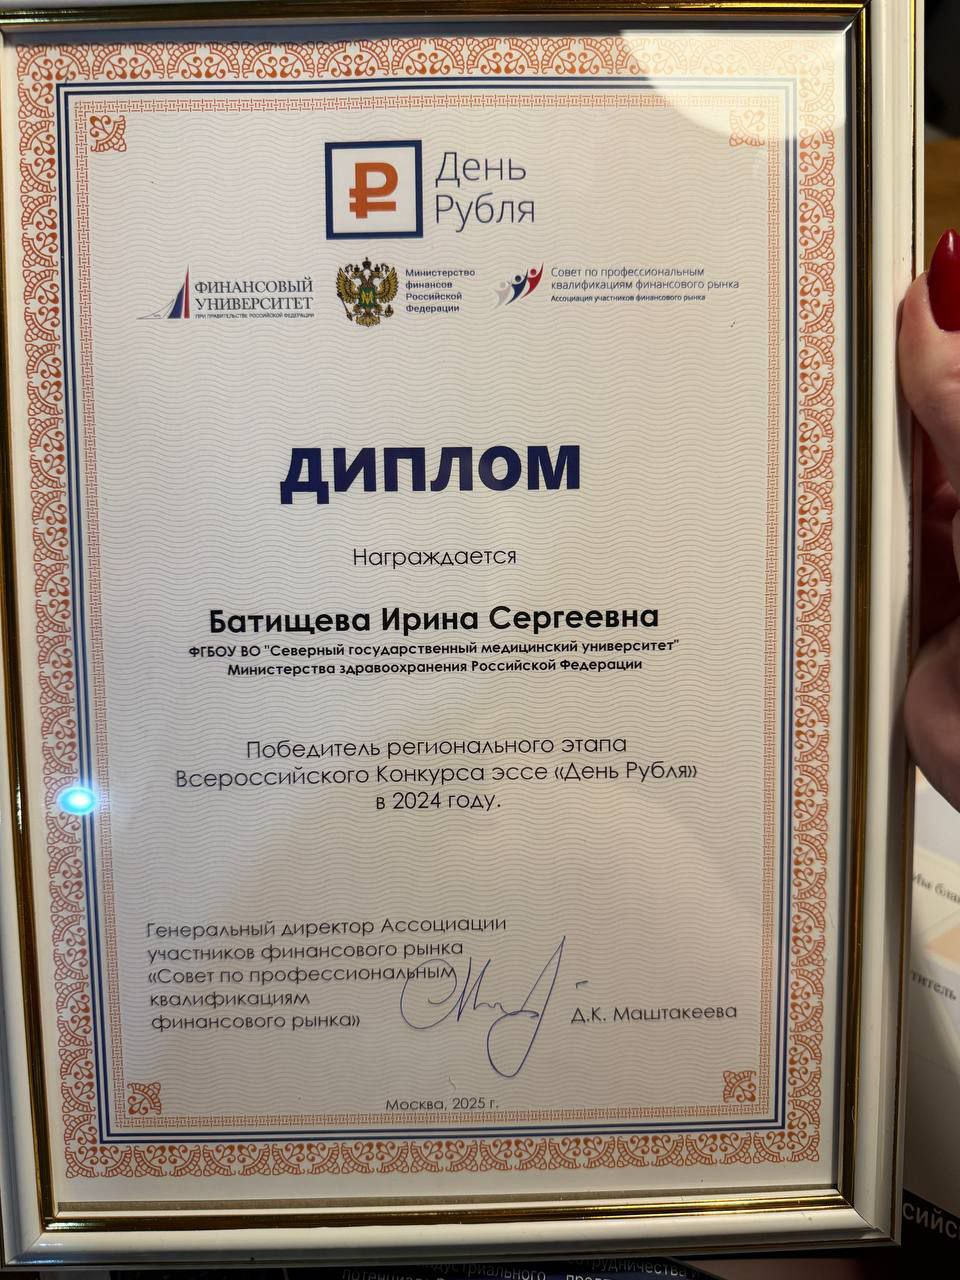 День
Рубля
ФИНАНСОВЫЙ
УНИВЕРСИТЕТ
ПРИ ПРАВИТЕЛЬСТВЕ РОССИЙСКОЙ ФЕДЕРАЦИИ
Министерство
финансов
Российской
Федерации
Совет по профессиональным
квалификациям финансового рынка
Ассоциация участников финансового рынка
ДИПЛОМ
Награждается
Батищева Ирина Сергеевна
ФГБОУ ВО "Северный государственный медицинский университет"
Министерства здравоохранения Российской Федерации
Победитель регионального этапа
Всероссийского Конкурса эссе «День Рубля»
в 2024 году.
Генеральный директор Ассоциации
участников финансового рынка
«Совет по профессиональным
квалификациям
финансового рынка»
Д.К. Маштакеева
Москва, 2025 г.